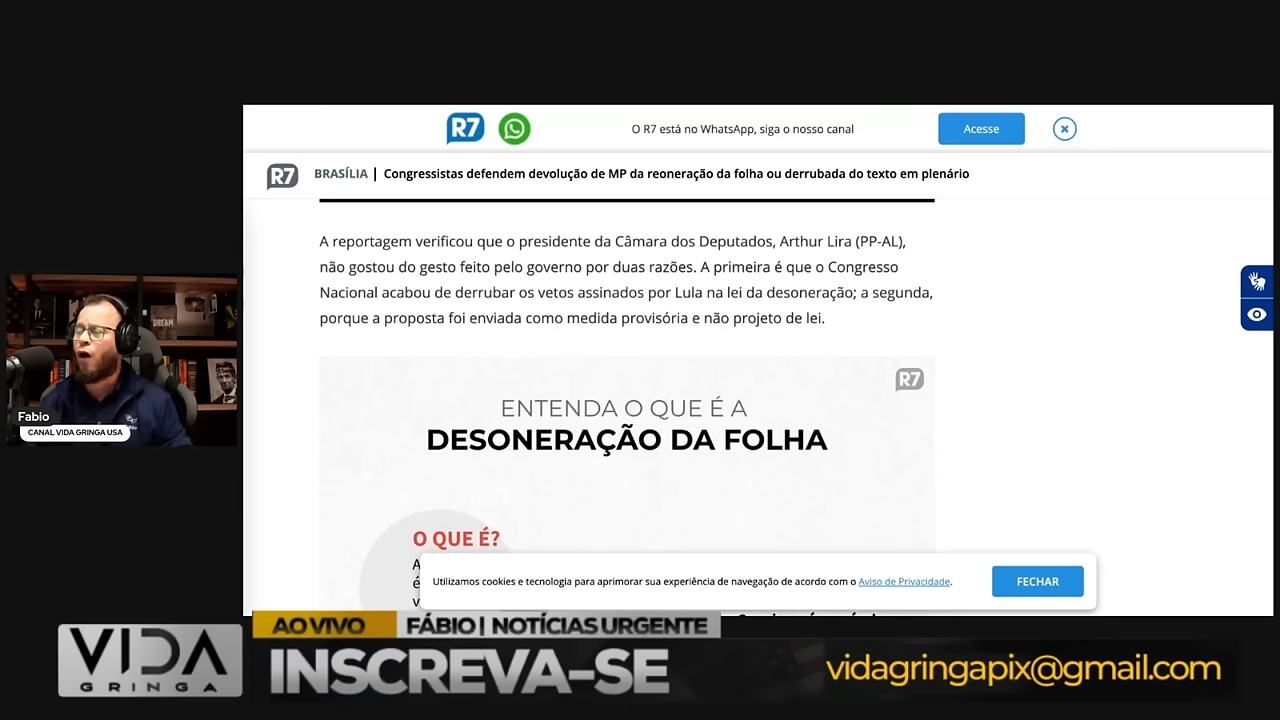 R7
O R7 está no WhatsApp, siga o nosso canal
Acesse
R7
BRASÍLIA | Congressistas defendem devolução de MP da reoneração da folha ou derrubada do texto em plenário
A reportagem verificou que o presidente da Câmara dos Deputados, Arthur Lira (PP-AL),
não gostou do gesto feito pelo governo por duas razões. A primeira é que o Congresso
Nacional acabou de derrubar os vetos assinados por Lula na lei da desoneração; a segunda,
porque a proposta foi enviada como medida provisória e não projeto de lei.
R7
ENTENDA O QUE É A
DESONERAÇÃO DA FOLHA
O QUE É?
A
é
v
Utilizamos cookies e tecnologia para aprimorar sua experiência de navegação de acordo com o Aviso de Privacidade.
FECHAR
DREAM
Fabio
CANAL VIDA GRINGA USA
AO VIVO
FÁBIO | NOTÍCIAS URGENTE
VIDA
GRINGA
INSCREVA-SE
vidagringapix@gmail.com